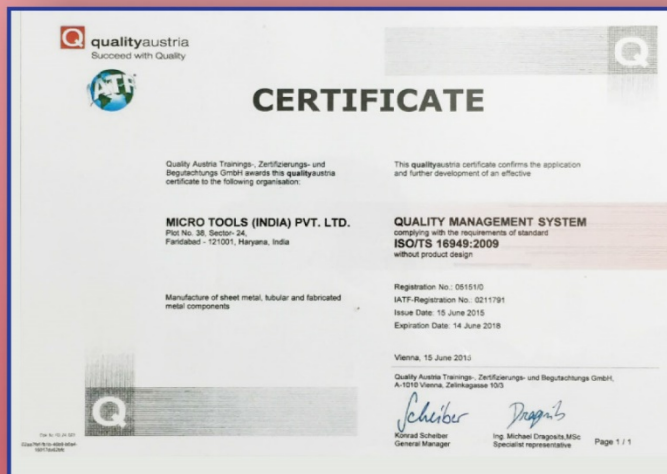 qualityaustria
Succeed with Quality
IATF
CERTIFICATE
Quality Austria Trainings-, Zertifizierungs- und
Begutachtungs GmbH awards this qualityaustria
certificate to the following organisation:
MICRO TOOLS (INDIA) PVT. LTD.
Plot No. 38, Sector- 24,
Faridabad - 121001, Haryana, India
Manufacture of sheet metal, tubular and fabricated
metal components
This qualityaustria certificate confirms the application
and further development of an effective
QUALITY MANAGEMENT SYSTEM
complying with the requirements of standard
ISO/TS 16949:2009
without product design
Registration No.: 05151/0
IATF-Registration No.: 0211791
Issue Date: 15 June 2015
Expiration Date: 14 June 2018
Vienna, 15 June 2015
Quality Austria Trainings-, Zertifizierungs- und Begutachtungs GmbH,
A-1010 Vienna, Zelinkagasse 10/3
Scheiber
Dragosits
Konrad Scheiber
General Manager
Ing. Michael Dragosits,MSc
Specialist representative
Page 1 / 1